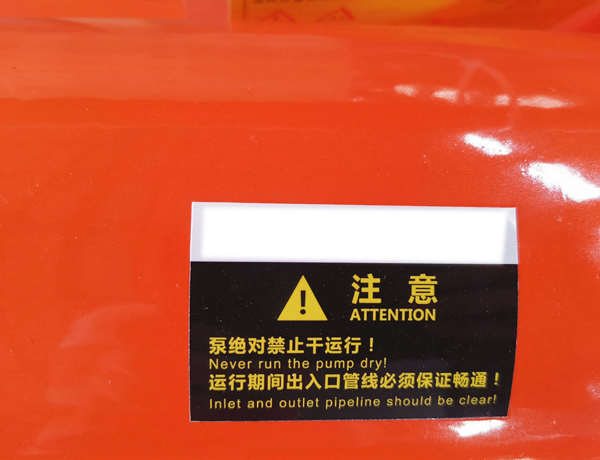 注 意
ATTENTION
泵绝对禁止干运行！
Never run the pump dry!
运行期间出入口管线必须保证畅通！
Inlet and outlet pipeline should be clear!